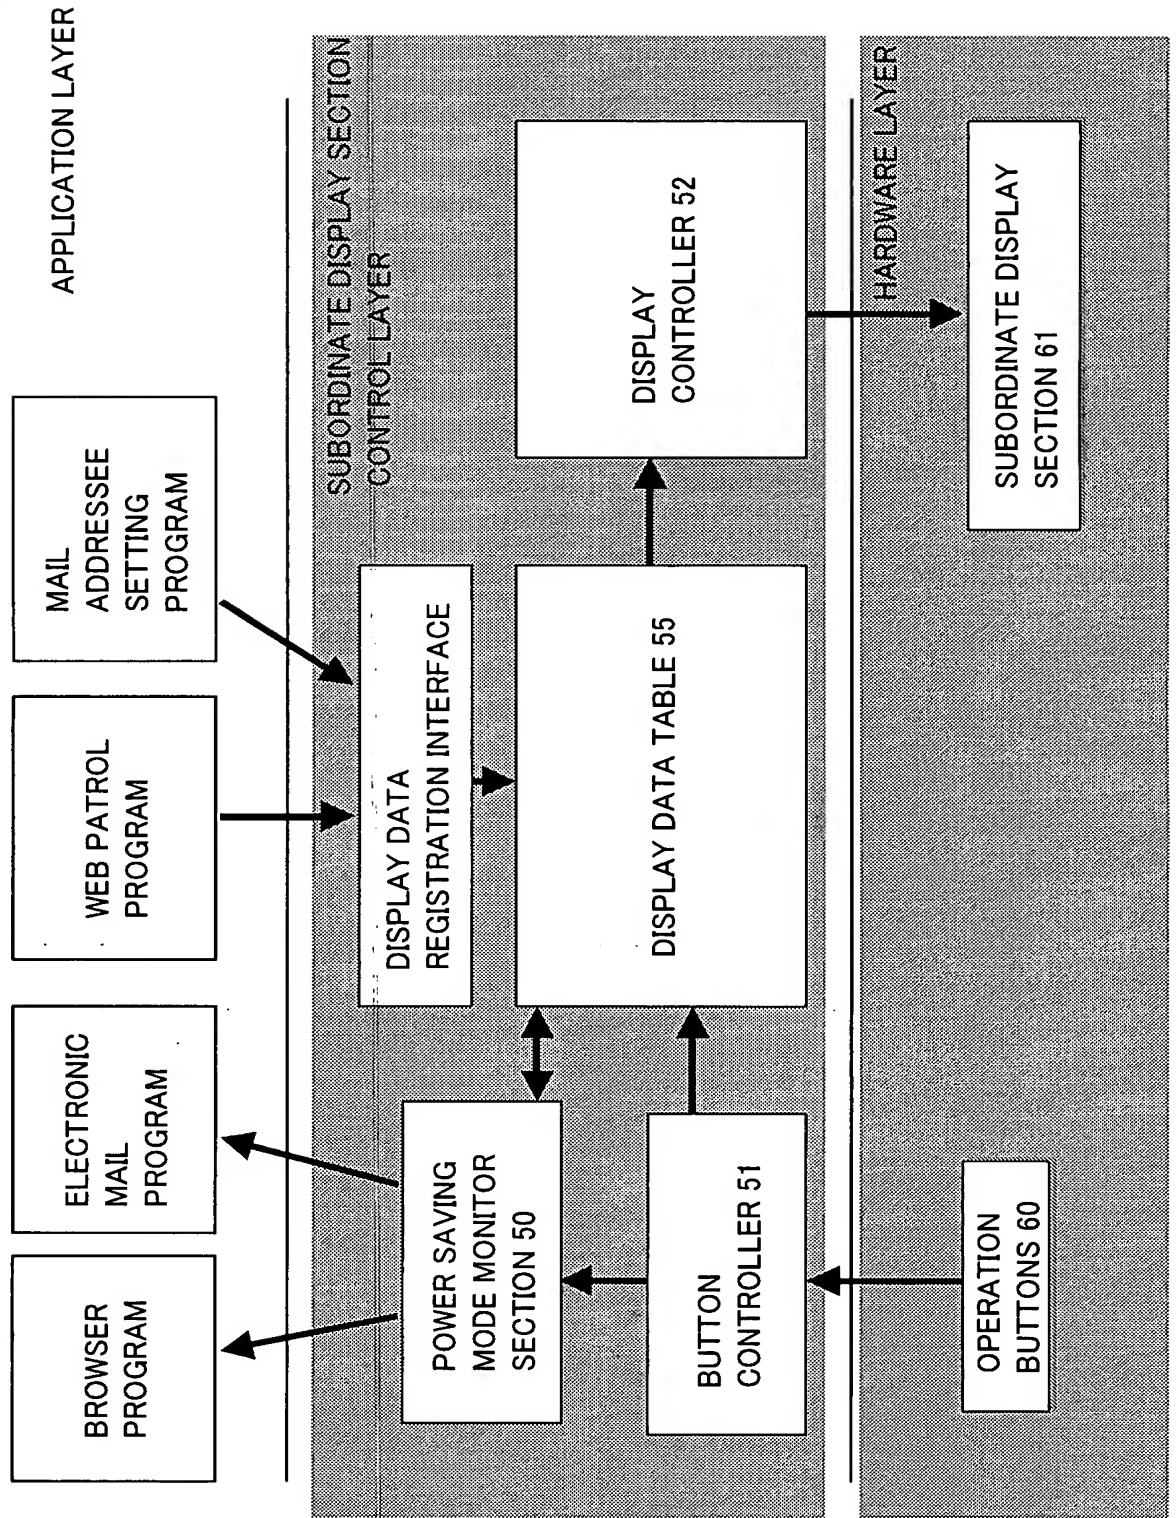 APPLICATION LAYER
BROWSER
PROGRAM
ELECTRONIC
MAIL
PROGRAM
WEB PATROL
PROGRAM
MAIL
ADDRESSEE
SETTING
PROGRAM
SUBORDINATE DISPLAY SECTION
CONTROL LAYER
DISPLAY DATA
REGISTRATION INTERFACE
POWER SAVING
MODE MONITOR
SECTION 50
DISPLAY DATA TABLE 55
DISPLAY
CONTROLLER 52
BUTTON
CONTROLLER 51
HARDWARE LAYER
OPERATION
BUTTONS 60
SUBORDINATE DISPLAY
SECTION 61